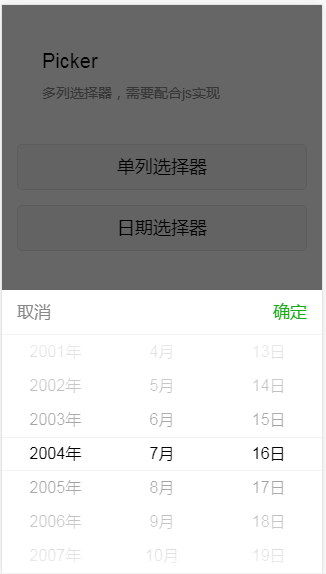 Picker
多列选择器，需要配合js实现
单列选择器
日期选择器
取消 确定
2001年 4月 13日
2002年 5月 14日
2003年 6月 15日
2004年 7月 16日
2005年 8月 17日
2006年 9月 18日
2007年 10月 19日